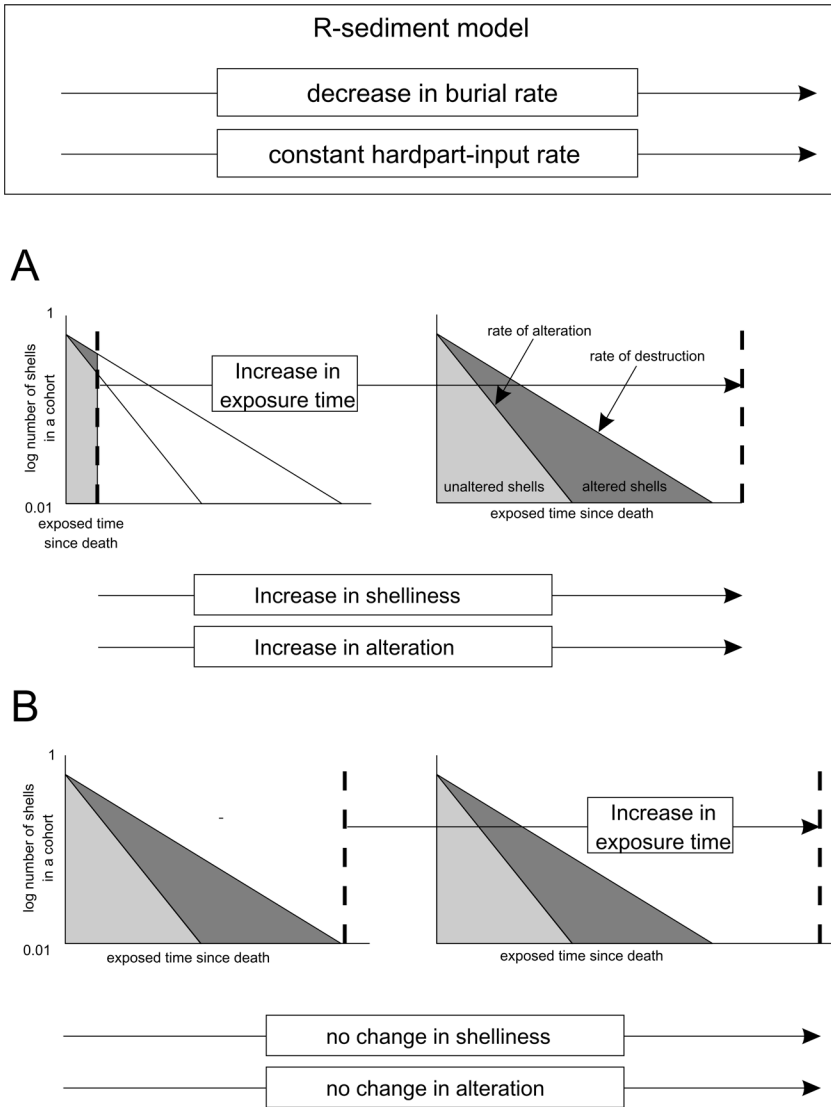 R-sediment model
decrease in burial rate
constant hardpart-input rate
A
1
log number of shells
in a cohort
0.01
exposed time
since death
Increase in
exposure time
rate of alteration
rate of destruction
unaltered shells
altered shells
exposed time since death
Increase in shelliness
Increase in alteration
B
1
log number of shells
in a cohort
0.01
exposed time since death
Increase in
exposure time
exposed time since death
no change in shelliness
no change in alteration